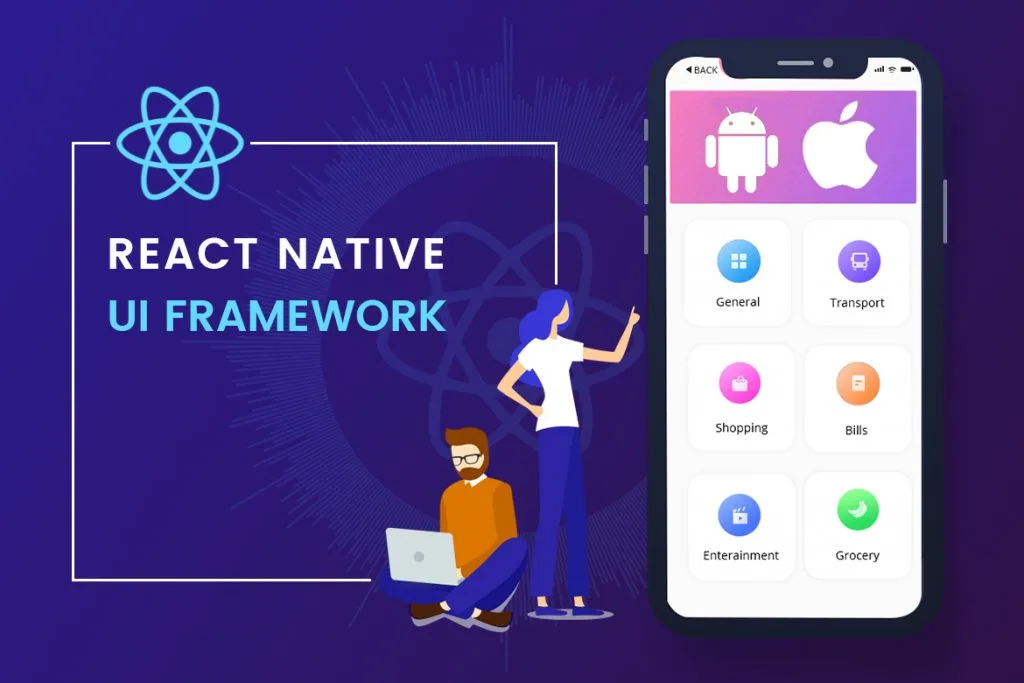 REACT NATIVE
UI FRAMEWORK
BACK
General
Transport
Shopping
Bills
Enterainment
Grocery